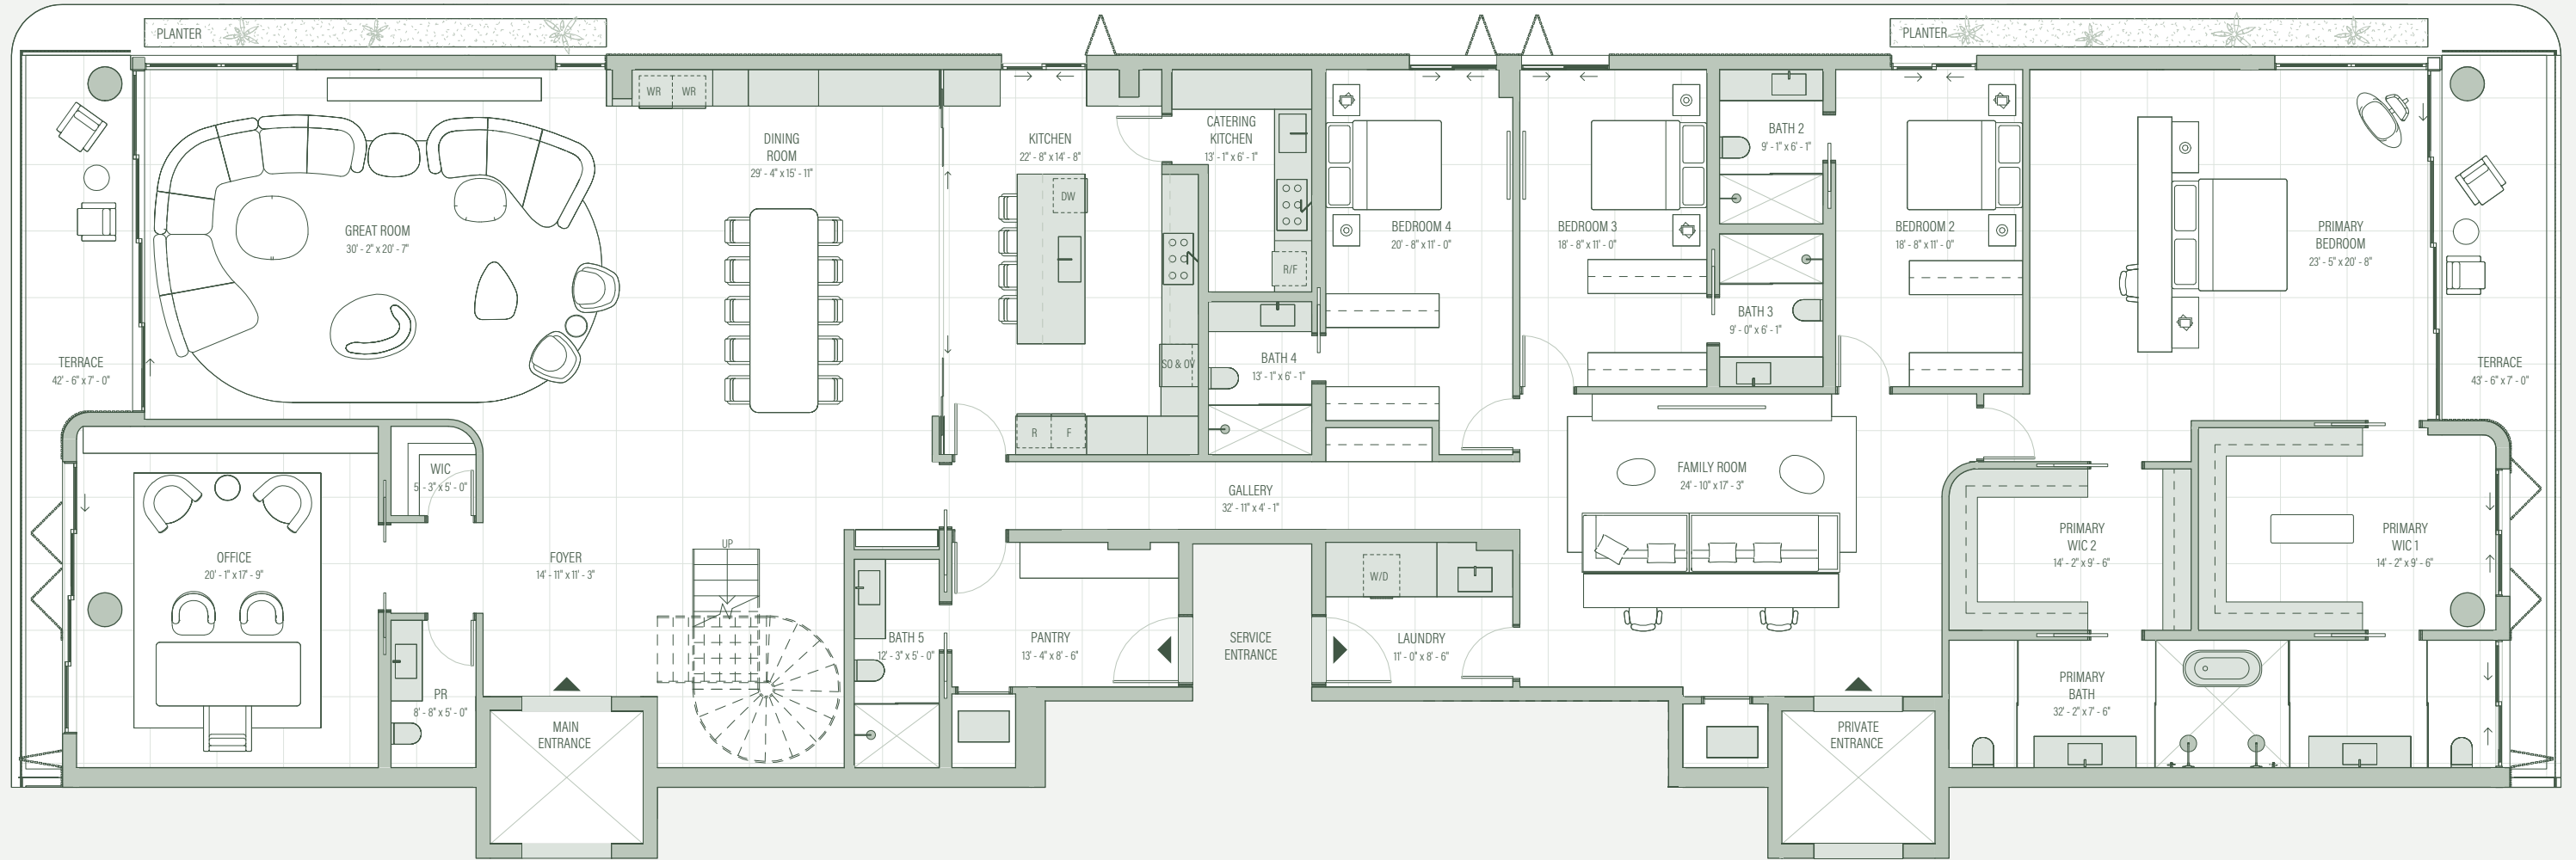 PLANTER
PLANTER
WR
WR
DINING
ROOM
29' - 4" x 15' - 11"
KITCHEN
22' - 8" x 14' - 8"
CATERING
KITCHEN
13' - 1" x 6' - 1"
BATH 2
9' - 1" x 6' - 1"
DW
GREAT ROOM
30' - 2" x 20' - 7"
BEDROOM 4
20' - 8" x 11' - 0"
BEDROOM 3
18' - 8" x 11' - 0"
BEDROOM 2
18' - 8" x 11' - 0"
PRIMARY
BEDROOM
23' - 5" x 20' - 8"
R/F
BATH 3
9' - 0" x 6' - 1"
TERRACE
42' - 6" x 7' - 0"
SO & OV
BATH 4
13' - 1" x 6' - 1"
TERRACE
43' - 6" x 7' - 0"
R
F
WIC
5' - 3" x 5' - 0"
GALLERY
32' - 11" x 4' - 1"
FAMILY ROOM
24' - 10" x 17' - 3"
OFFICE
20' - 1" x 17' - 9"
FOYER
14' - 11" x 11' - 3"
UP
W/D
PRIMARY
WIC 2
14' - 2" x 9' - 6"
PRIMARY
WIC 1
14' - 2" x 9' - 6"
BATH 5
12' - 3" x 5' - 0"
PANTRY
13' - 4" x 8' - 6"
SERVICE
ENTRANCE
LAUNDRY
11' - 0" x 8' - 6"
PR
8' - 8" x 5' - 0"
PRIMARY
BATH
32' - 2" x 7' - 6"
MAIN
ENTRANCE
PRIVATE
ENTRANCE